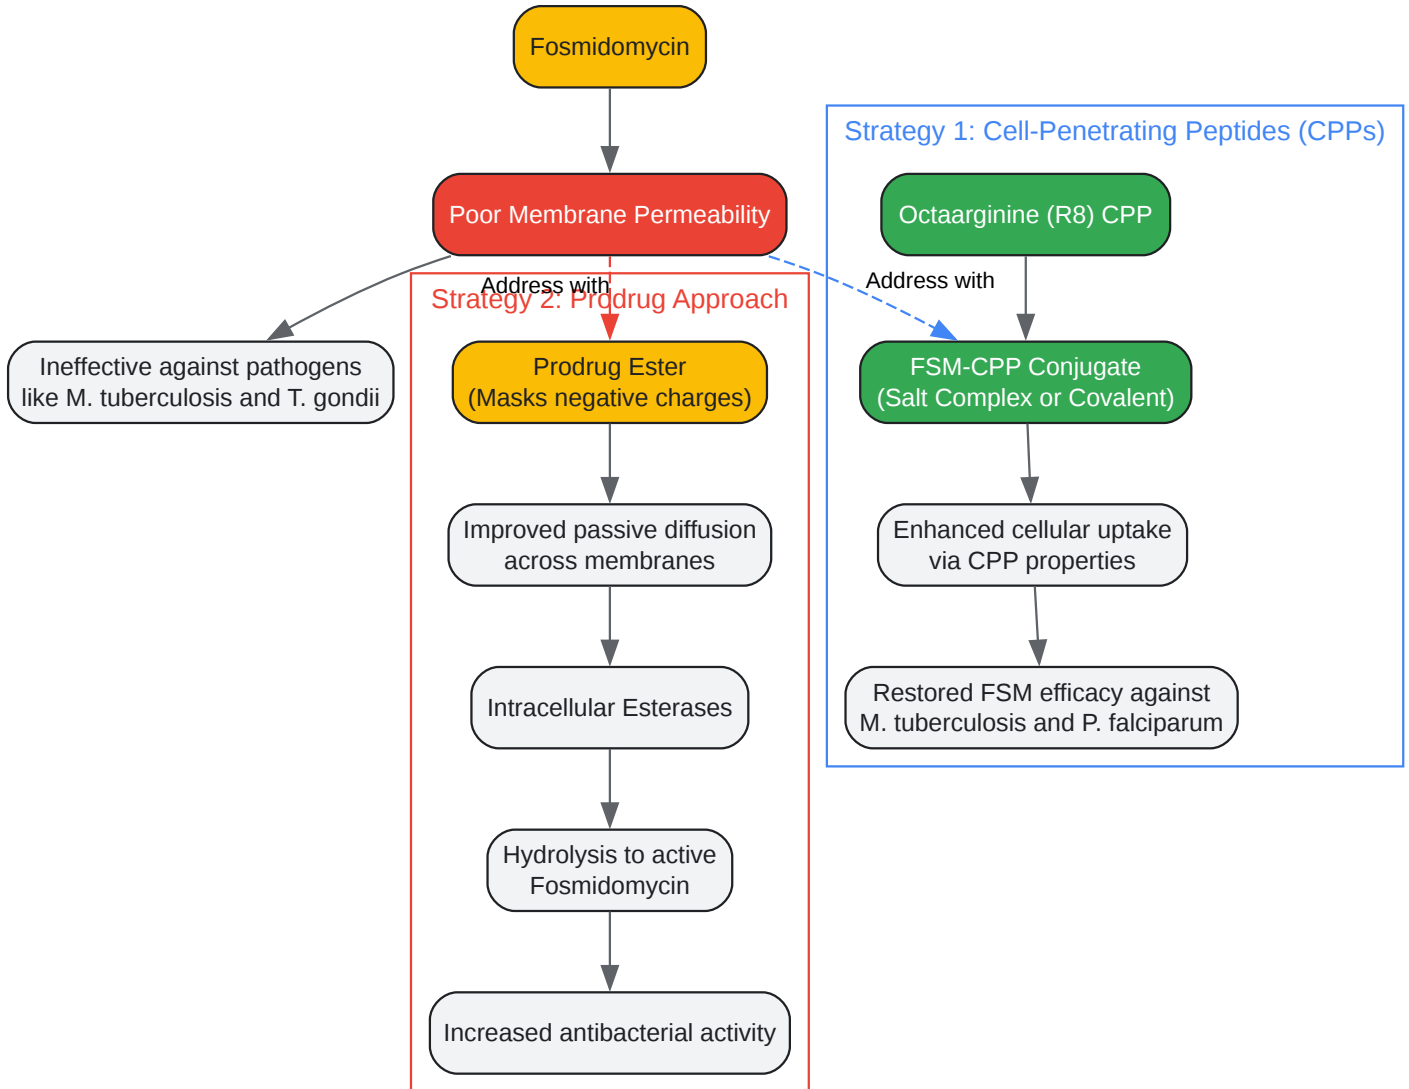 Fosmidomycin
Strategy 1: Cell-Penetrating Peptides (CPPs)
Poor Membrane Permeability
Octaarginine (R8) CPP
Address with
Address with
Strategy 2: Prodrug Approach
Ineffective against pathogens
like M. tuberculosis and T. gondii
Prodrug Ester
(Masks negative charges)
FSM-CPP Conjugate
(Salt Complex or Covalent)
Improved passive diffusion
across membranes
Enhanced cellular uptake
via CPP properties
Intracellular Esterases
Restored FSM efficacy against
M. tuberculosis and P. falciparum
Hydrolysis to active
Fosmidomycin
Increased antibacterial activity